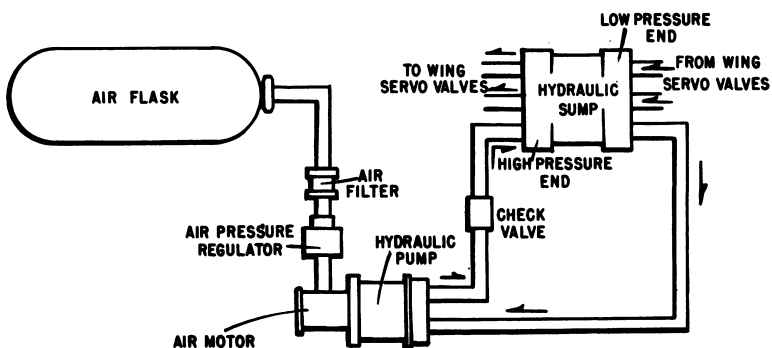 LOW PRESSURE
END
TO WING
SERVO VALVES
FROM WING
SERVO VALVES
HYDRAULIC
SUMP
AIR FLASK
HIGH PRESSURE
END
AIR
FILTER
CHECK
VALVE
AIR PRESSURE
REGULATOR
HYDRAULIC
PUMP
AIR MOTOR